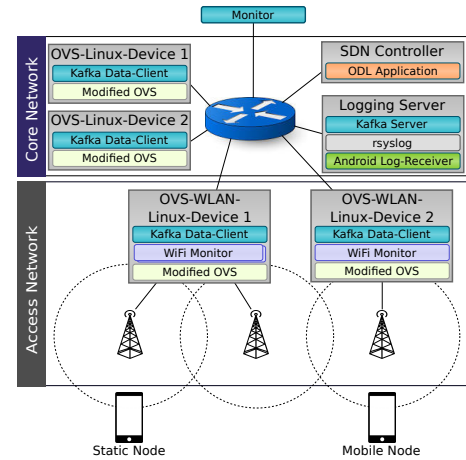 Monitor
Core Network
OVS-Linux-Device 1
Kafka Data-Client
Modified OVS
OVS-Linux-Device 2
Kafka Data-Client
Modified OVS
SDN Controller
ODL Application
Logging Server
Kafka Server
rsyslog
Android Log-Receiver
Access Network
OVS-WLAN-
Linux-Device 1
Kafka Data-Client
WiFi Monitor
Modified OVS
OVS-WLAN-
Linux-Device 2
Kafka Data-Client
WiFi Monitor
Modified OVS
Static Node
Mobile Node